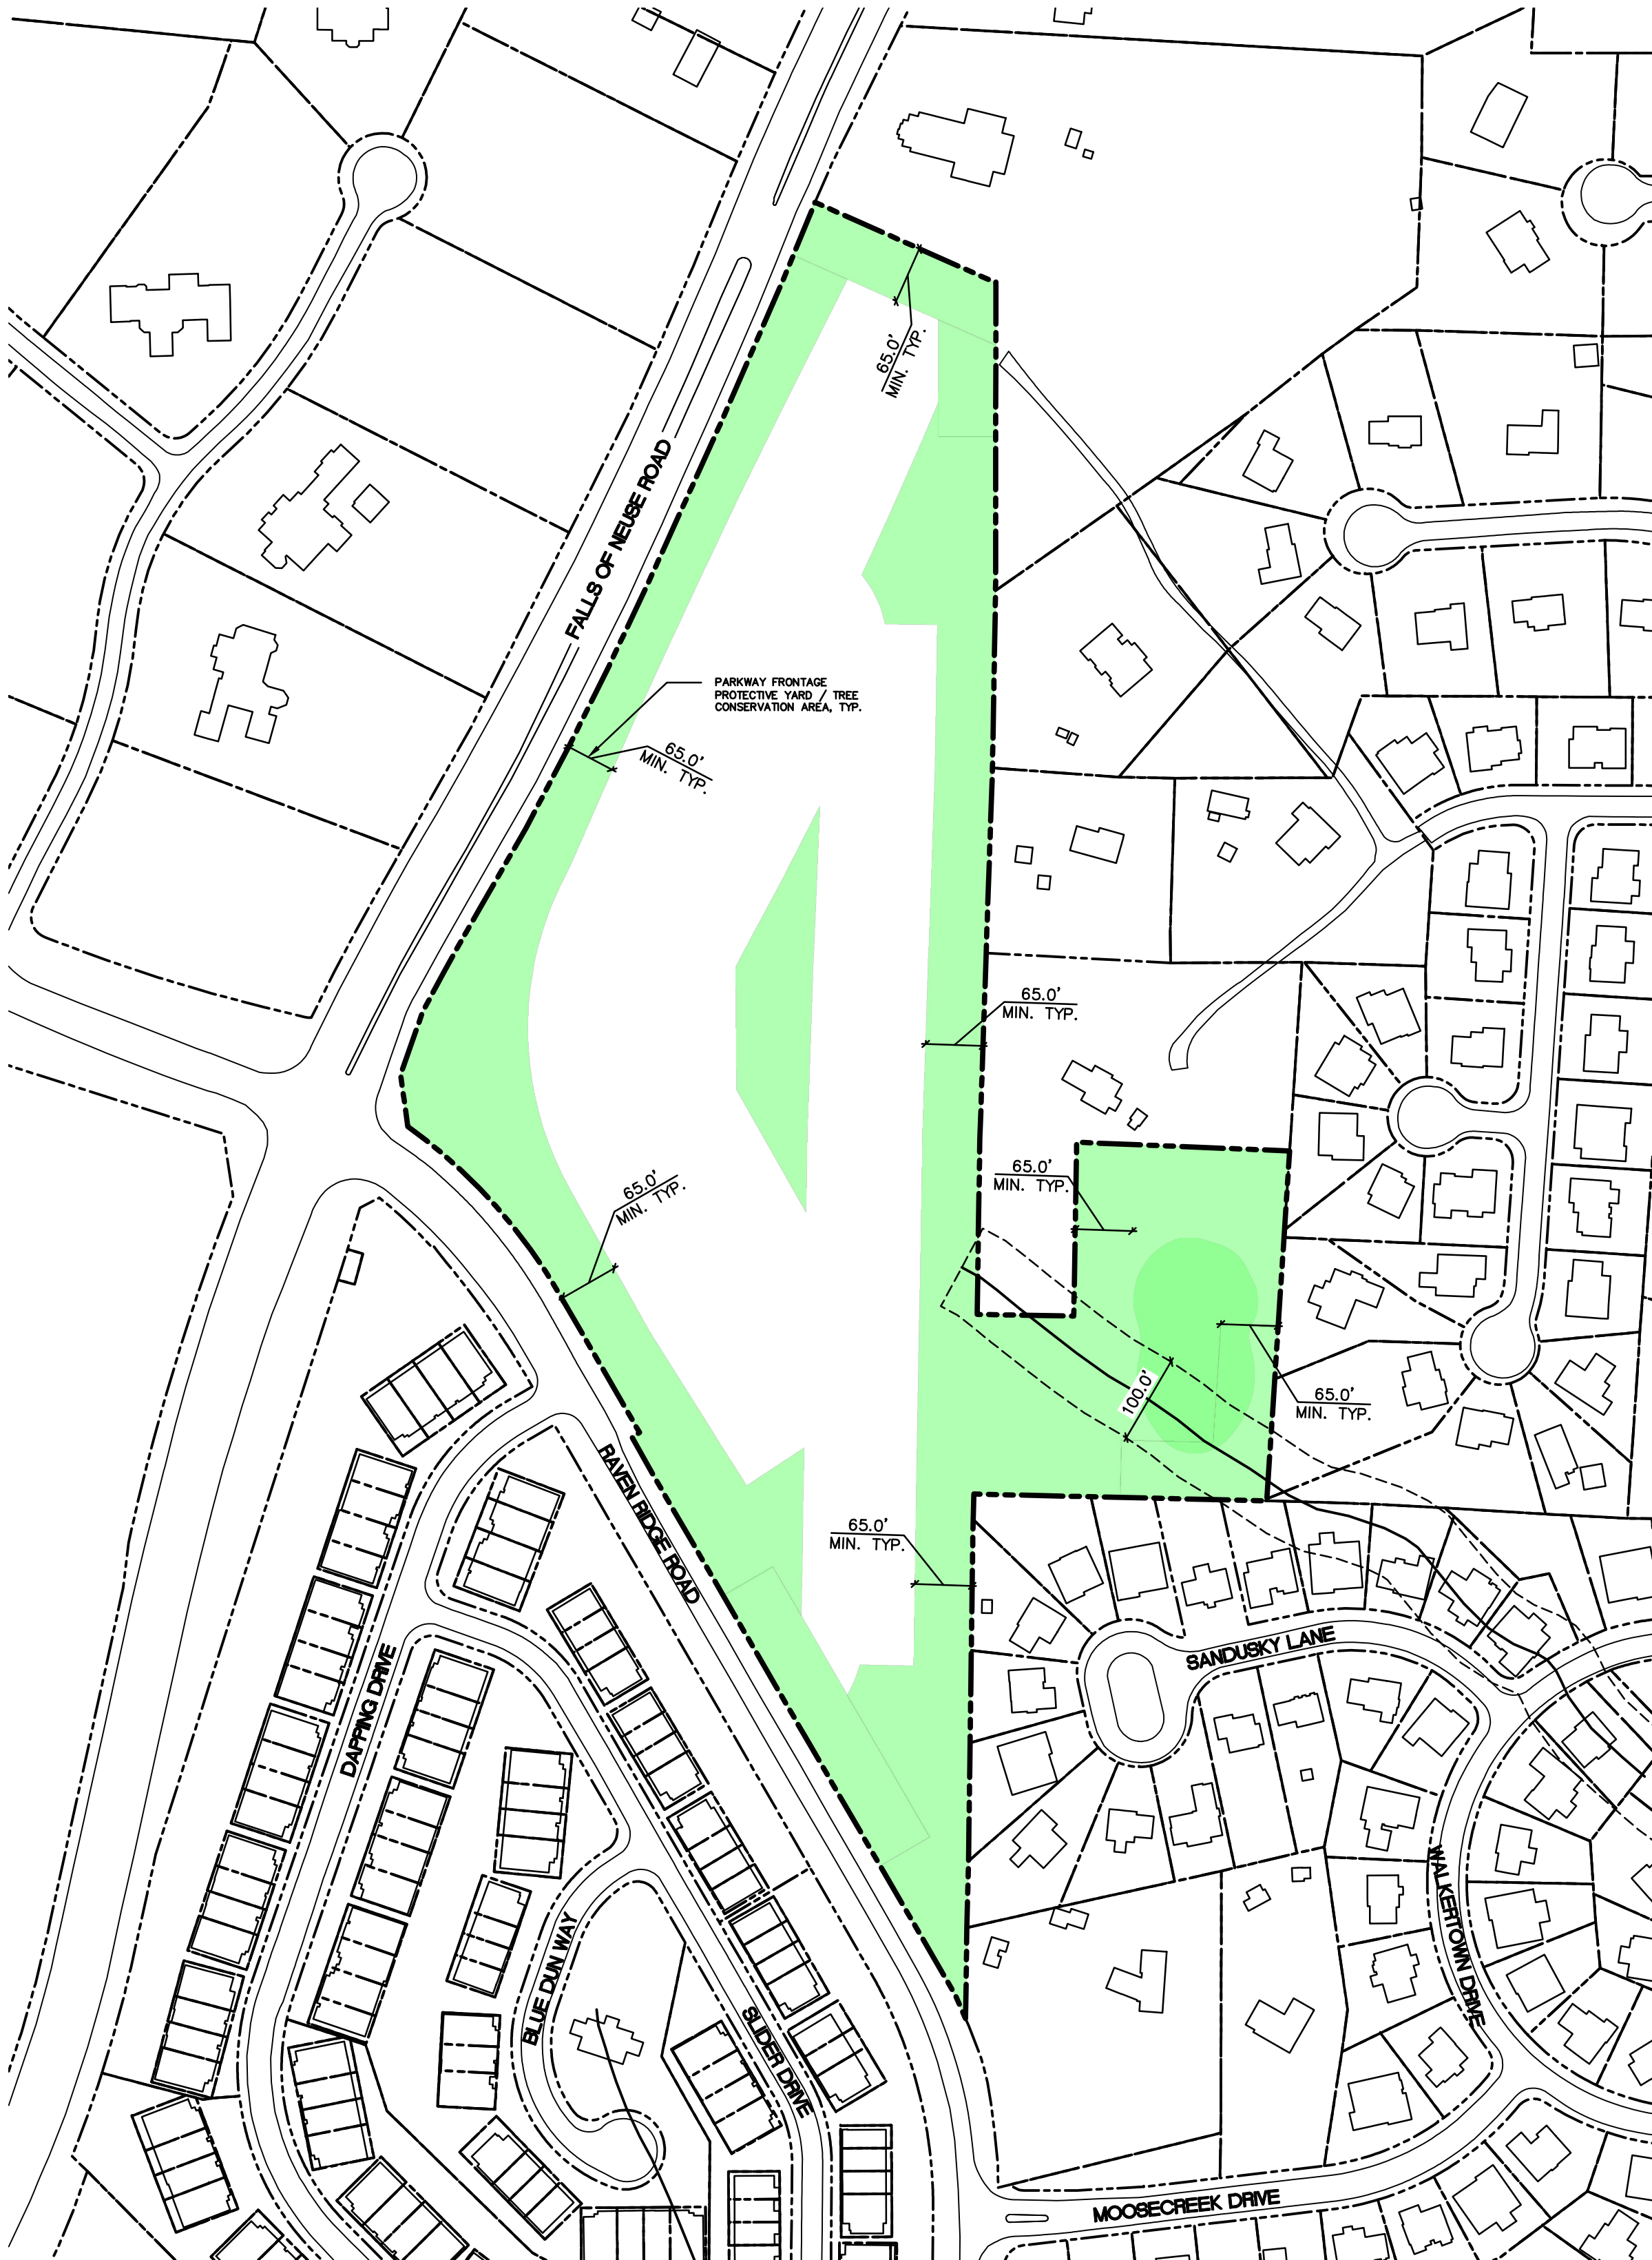 65.0'
MIN. TYP.
FALLS OF NEUSE ROAD
PARKWAY FRONTAGE
PROTECTIVE YARD / TREE
CONSERVATION AREA, TYP.
65.0'
MIN. TYP.
65.0'
MIN. TYP.
65.0'
MIN. TYP.
65.0'
MIN. TYP.
100.0'
65.0'
MIN. TYP.
RAVEN RIDGE ROAD
65.0'
MIN. TYP.
SANDUSKY LANE
DAPPING DRIVE
WALKERTOWN DRIVE
BLUE DUN WAY
SLIDER DRIVE
MOOSECREEK DRIVE